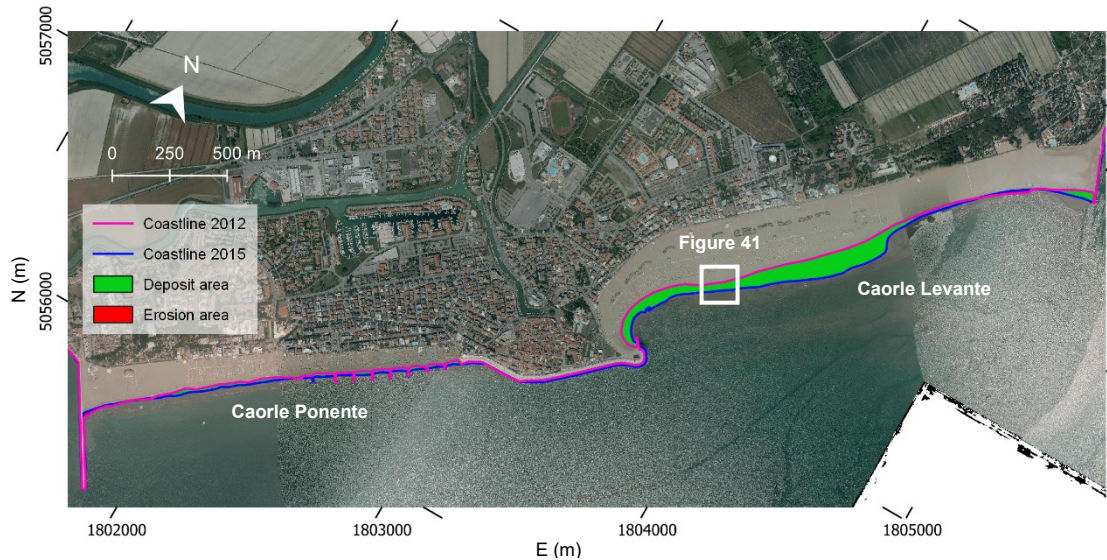 5057000
N
0 250 500 m
Coastline 2012
Coastline 2015
Deposit area
Erosion area
Figure 41
Caorle Levante
Caorle Ponente
5056000
N (m)
1802000 1803000 1804000 1805000
E (m)